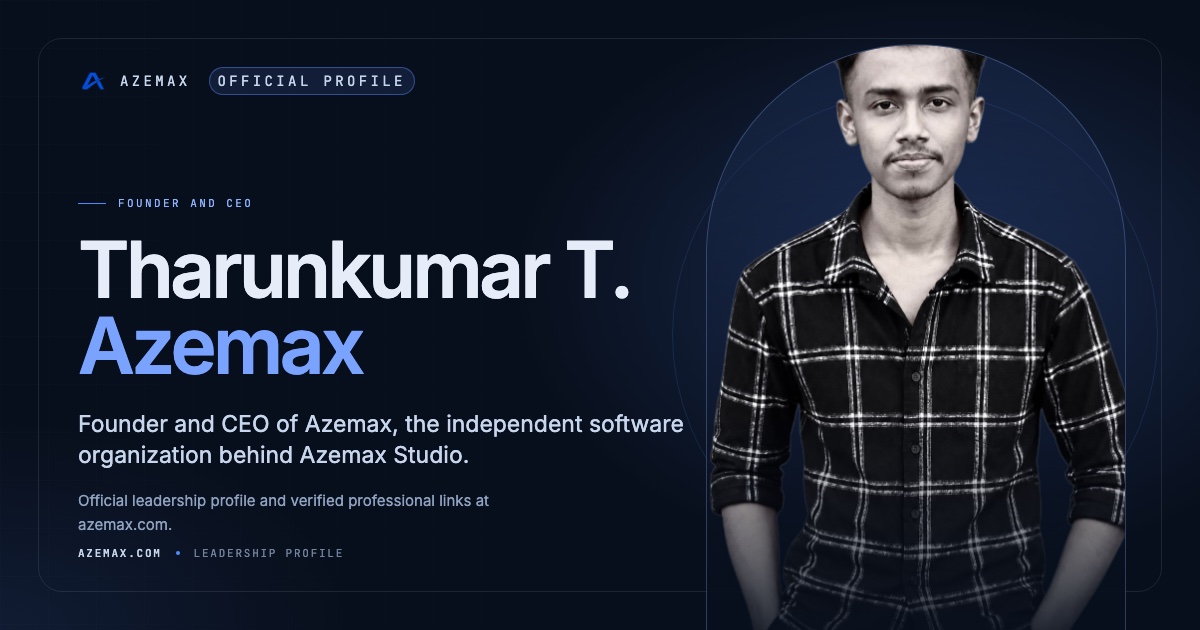 AZEMAX OFFICIAL PROFILE
FOUNDER AND CEO
Tharunkumar T.
Azemax
Founder and CEO of Azemax, the independent software
organization behind Azemax Studio.
Official leadership profile and verified professional links at
azemax.com.
AZEMAX.COM • LEADERSHIP PROFILE